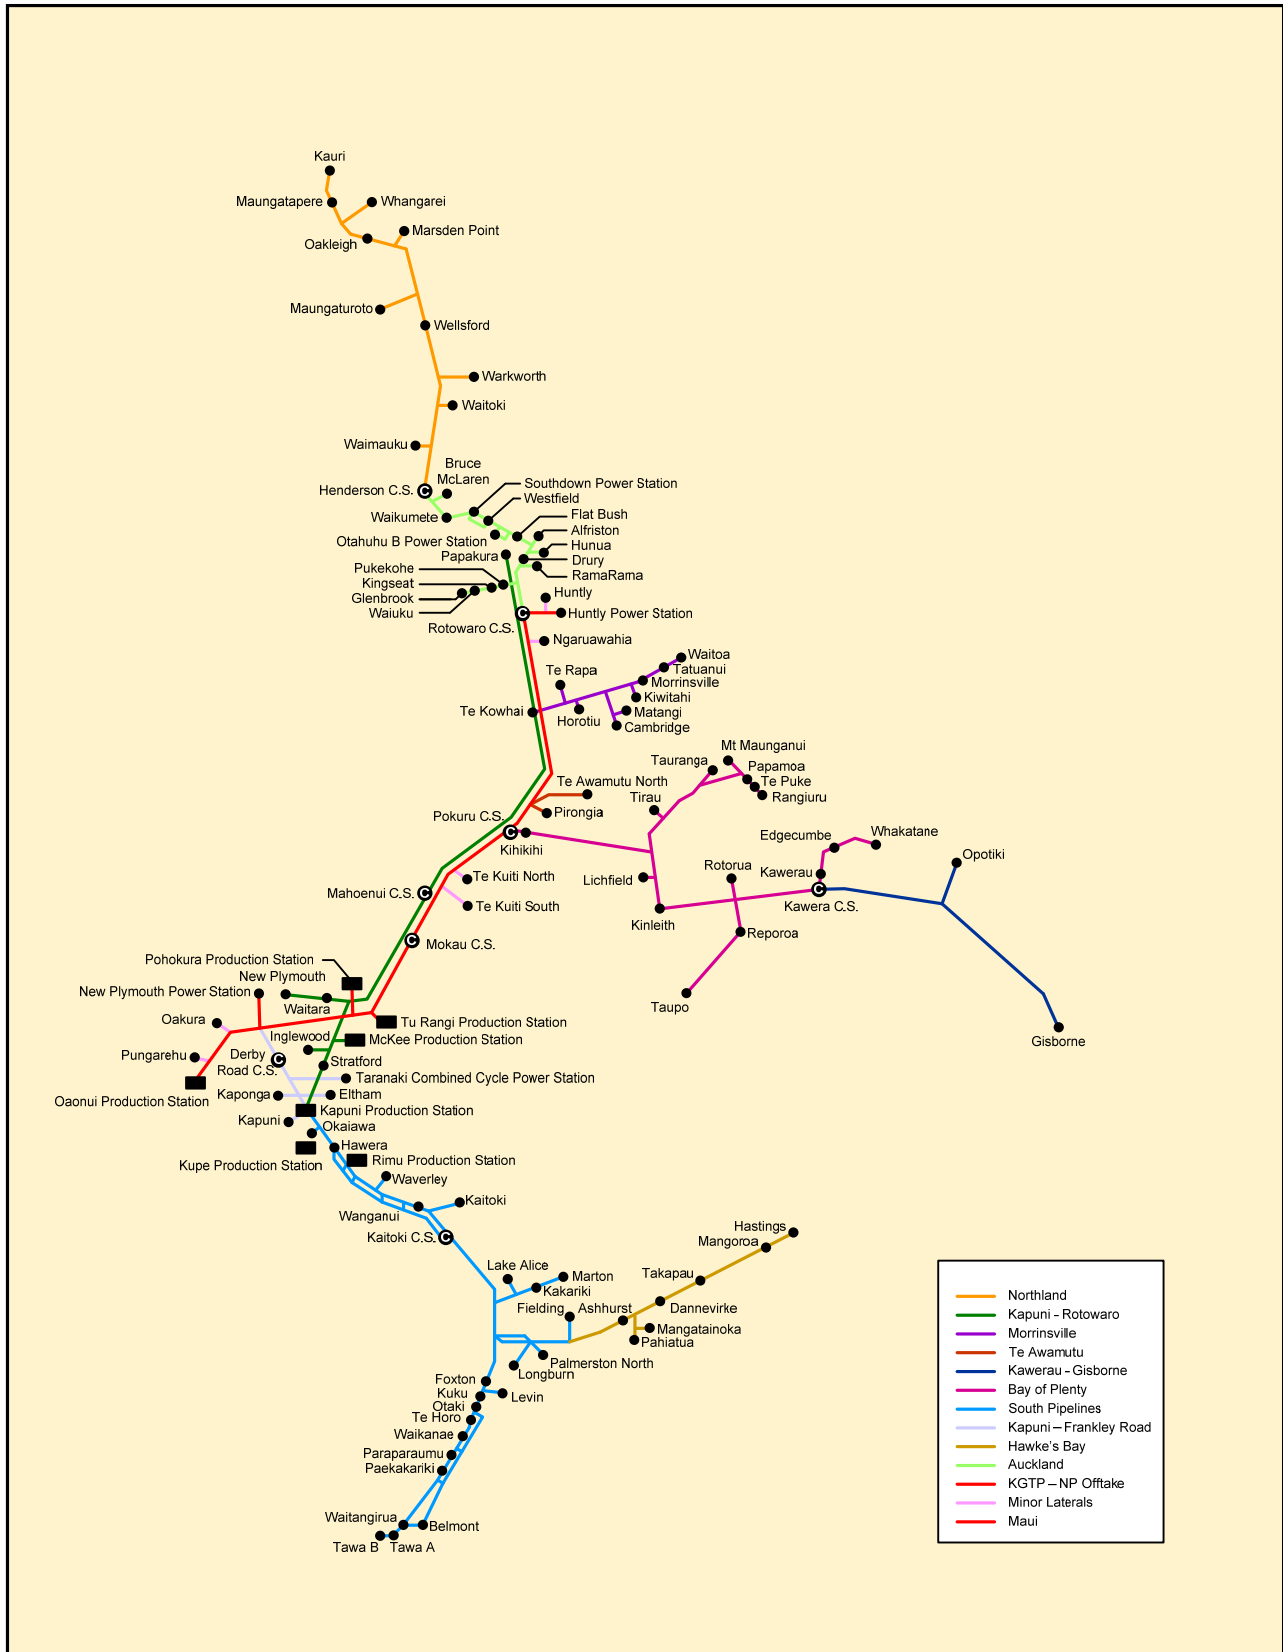 Kauri
Maungatapere
Whangarei
Marsden Point
Oakleigh
Maungaturoto
Wellsford
Warkworth
Waitoki
Waimauku
Bruce
McLaren
Henderson C.S.
Southdown Power Station
Westfield
Waikumete
Flat Bush
Alfriston
Otahuhu B Power Station
Hunua
Papakura
Drury
Pukekohe
RamaRama
Kingseat
Huntly
Glenbrook
Waiuku
Huntly Power Station
Rotowaro C.S.
Ngaruawahia
Waitoa
Te Rapa
Tatuanui
Morrinsville
Kiwitahi
Te Kowhai
Matangi
Horotiu
Cambridge
Mt Maunganui
Tauranga
Papamoa
Te Awamutu North
Te Puke
Tirau
Rangiuru
Pokuru C.S.
Pirongia
Edgecumbe
Whakatane
Kihikihi
Opotiki
Rotorua
Kawerau
Te Kuiti North
Lichfield
Mahoenui C.S.
Te Kuiti South
Kawera C.S.
Kinleith
Reporoa
Mokau C.S.
Pohokura Production Station
New Plymouth
New Plymouth Power Station
Waitara
Taupo
Oakura
Tu Rangi Production Station
Inglewood
McKee Production Station
Gisborne
Pungarehu
Derby
Road C.S.
Stratford
Taranaki Combined Cycle Power Station
Oaonui Production Station
Kaponga
Eltham
Kapuni Production Station
Kapuni
Okaiawa
Hawera
Kupe Production Station
Rimu Production Station
Waverley
Kaitoki
Wanganui
Kaitoki C.S.
Hastings
Mangoroa
Lake Alice
Marton
Takapau
Kakariki
Fielding
Ashhurst
Dannevirke
Mangatainoka
Pahiatua
Palmerston North
Longburn
Foxton
Kuku
Levin
Otaki
Te Horo
Waikanae
Paraparaumu
Paekakariki
Waitangirua
Belmont
Tawa B
Tawa A
Northland
Kapuni - Rotowaro
Morrinsville
Te Awamutu
Kawerau - Gisborne
Bay of Plenty
South Pipelines
Kapuni – Frankley Road
Hawke's Bay
Auckland
KGTP – NP Offtake
Minor Laterals
Maui
C
C
C
C
C
C
C
C